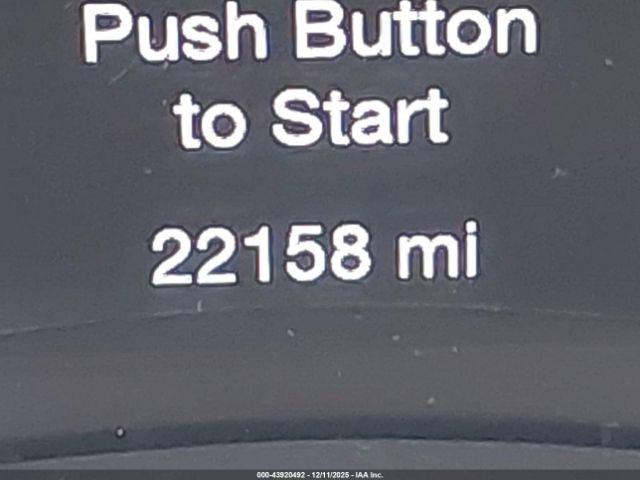 Push Button
to Start
22158 mi
000-43920492 - 12/11/2025 - IAA Inc.